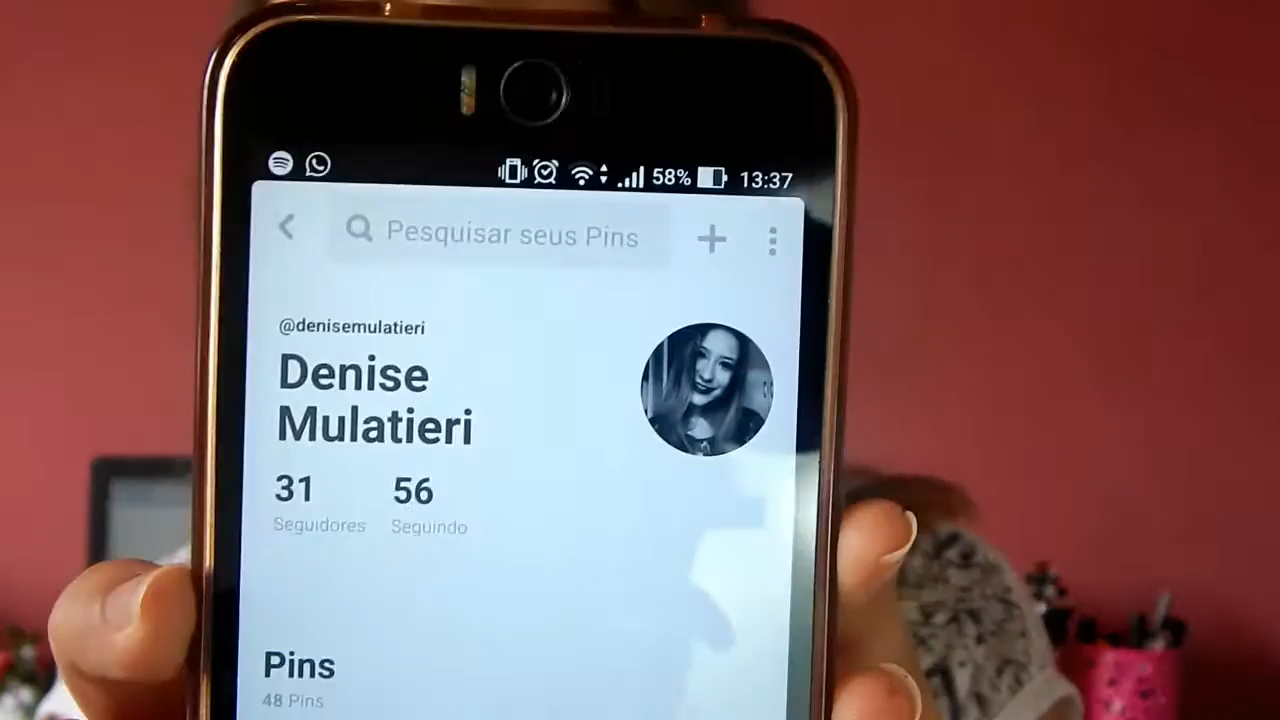 58% 13:37
Pesquisar seus Pins
@denisemulatieri
Denise
Mulatieri
31 56
Seguidores Seguindo
Pins
48 Pins